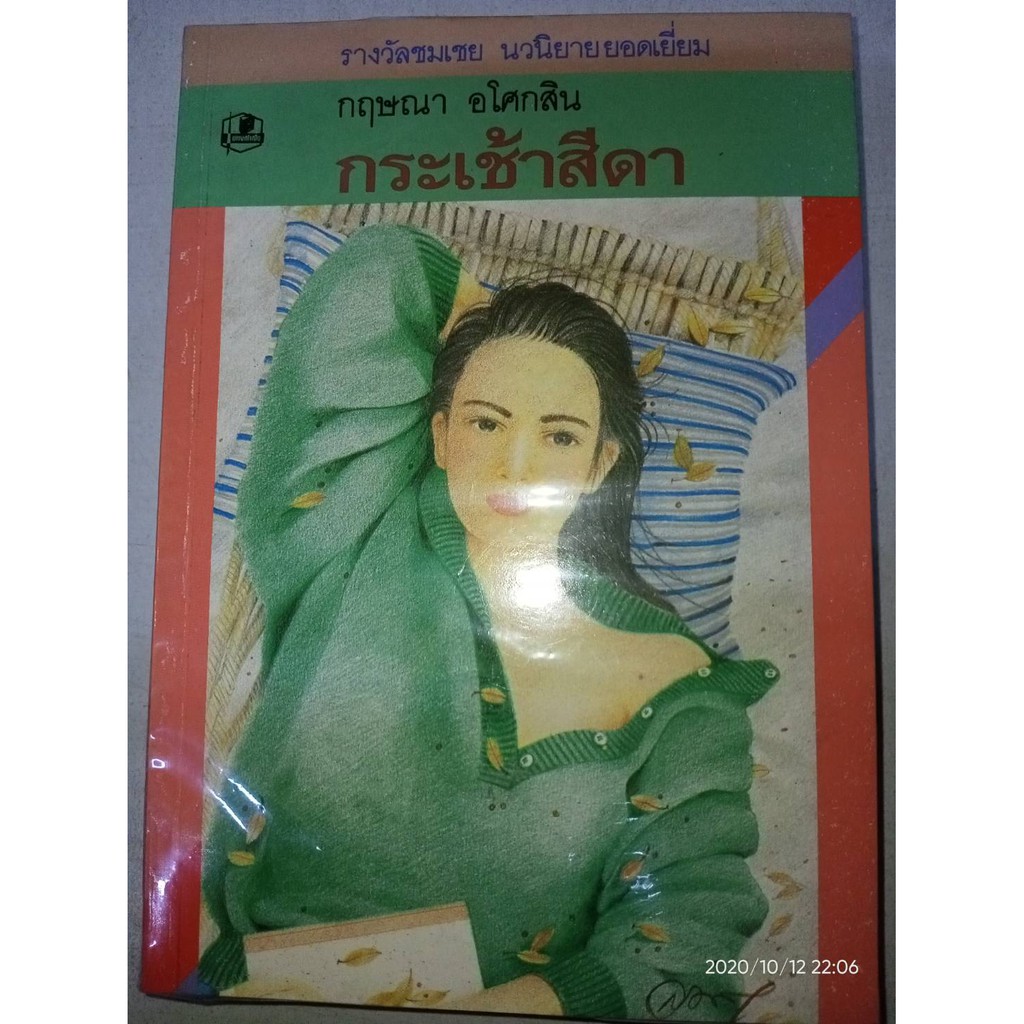 รางวัลชมเชย นวนิยายยอดเยี่ยม
กฤษณา อโศกสิน
กระเช้าสีดา
2020/10/12 22:06